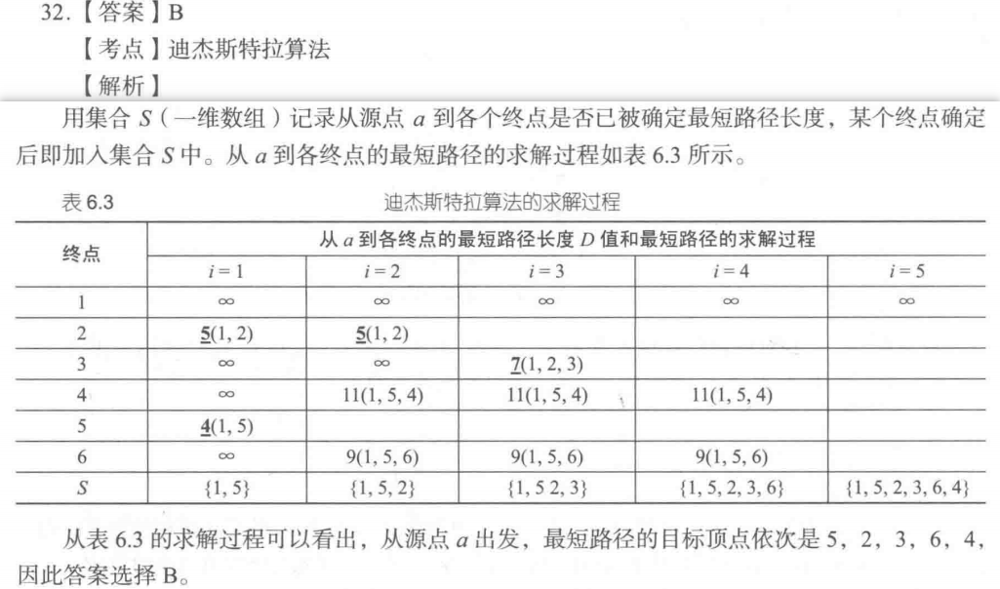 32.【答案】B
【考点】迪杰斯特拉算法
【解析】
用集合 S（一维数组）记录从源点 a 到各个终点是否已被确定最短路径长度，某个终点确定
后即加入集合 S 中。从 a 到各终点的最短路径的求解过程如表 6.3 所示。
表 6.3 迪杰斯特拉算法的求解过程
终点 从 a 到各终点的最短路径长度 D 值和最短路径的求解过程
i = 1 i = 2 i = 3 i = 4 i = 5
1 ∞ ∞ ∞ ∞ ∞
2 5(1, 2) 5(1, 2)
3 ∞ ∞ 7(1, 2, 3)
4 ∞ 11(1, 5, 4) 11(1, 5, 4) 11(1, 5, 4)
5 4(1, 5)
6 ∞ 9(1, 5, 6) 9(1, 5, 6) 9(1, 5, 6)
S {1, 5} {1, 5, 2} {1, 5 2, 3} {1, 5, 2, 3, 6} {1, 5, 2, 3, 6, 4}
从表 6.3 的求解过程可以看出，从源点 a 出发，最短路径的目标顶点依次是 5，2，3，6，4，
因此答案选择 B。